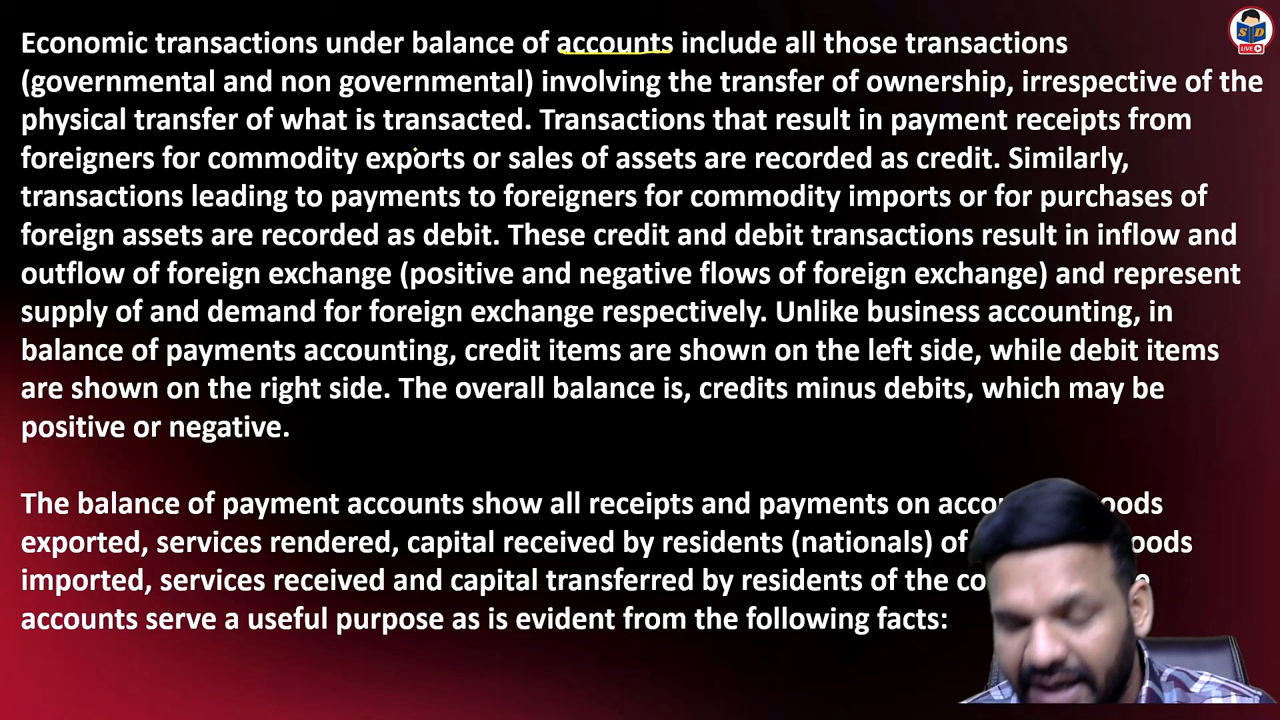 Economic transactions under balance of accounts include all those transactions
(governmental and non governmental) involving the transfer of ownership, irrespective of the
physical transfer of what is transacted. Transactions that result in payment receipts from
foreigners for commodity exports or sales of assets are recorded as credit. Similarly,
transactions leading to payments to foreigners for commodity imports or for purchases of
foreign assets are recorded as debit. These credit and debit transactions result in inflow and
outflow of foreign exchange (positive and negative flows of foreign exchange) and represent
supply of and demand for foreign exchange respectively. Unlike business accounting, in
balance of payments accounting, credit items are shown on the left side, while debit items
are shown on the right side. The overall balance is, credits minus debits, which may be
positive or negative.
The balance of payment accounts show all receipts and payments on
exported, services rendered, capital received by residents (nationals) of
imported, services received and capital transferred by residents of the
accounts serve a useful purpose as is evident from the following facts:
S D
LIVE